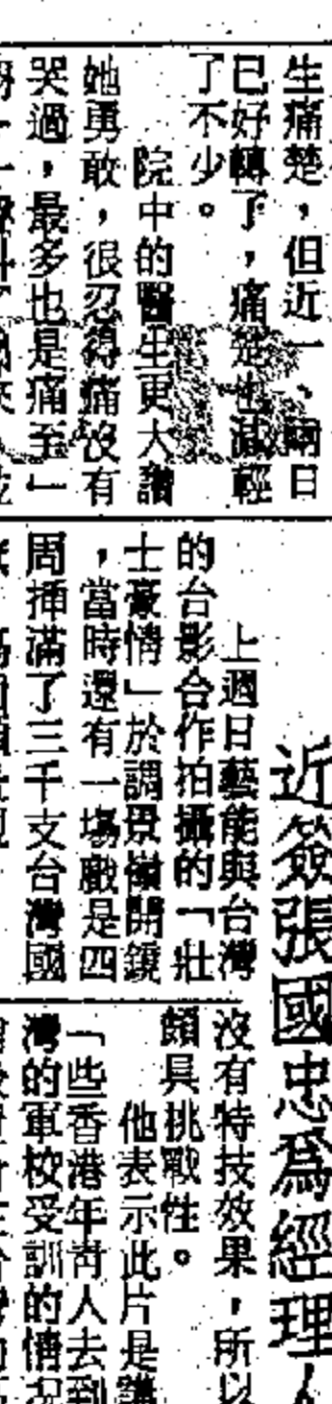 生痛楚，但近一、兩日
已好轉了，痛楚也減輕
了不少。
院中的醫生更大讚
她勇敢，很忍得痛沒有
哭過，最多也是痛至」
近簽張國忠為經理人
上週日藝能與台灣
的台影合作拍攝的「壯
士豪情」於調景嶺開鏡
，當時還有一場戲是四
周插滿了三千支台灣國
沒有特技效果，所以
頗具挑戰性。
他表示此片是講
一些香港年青人去到
灣的軍校受訓的情況